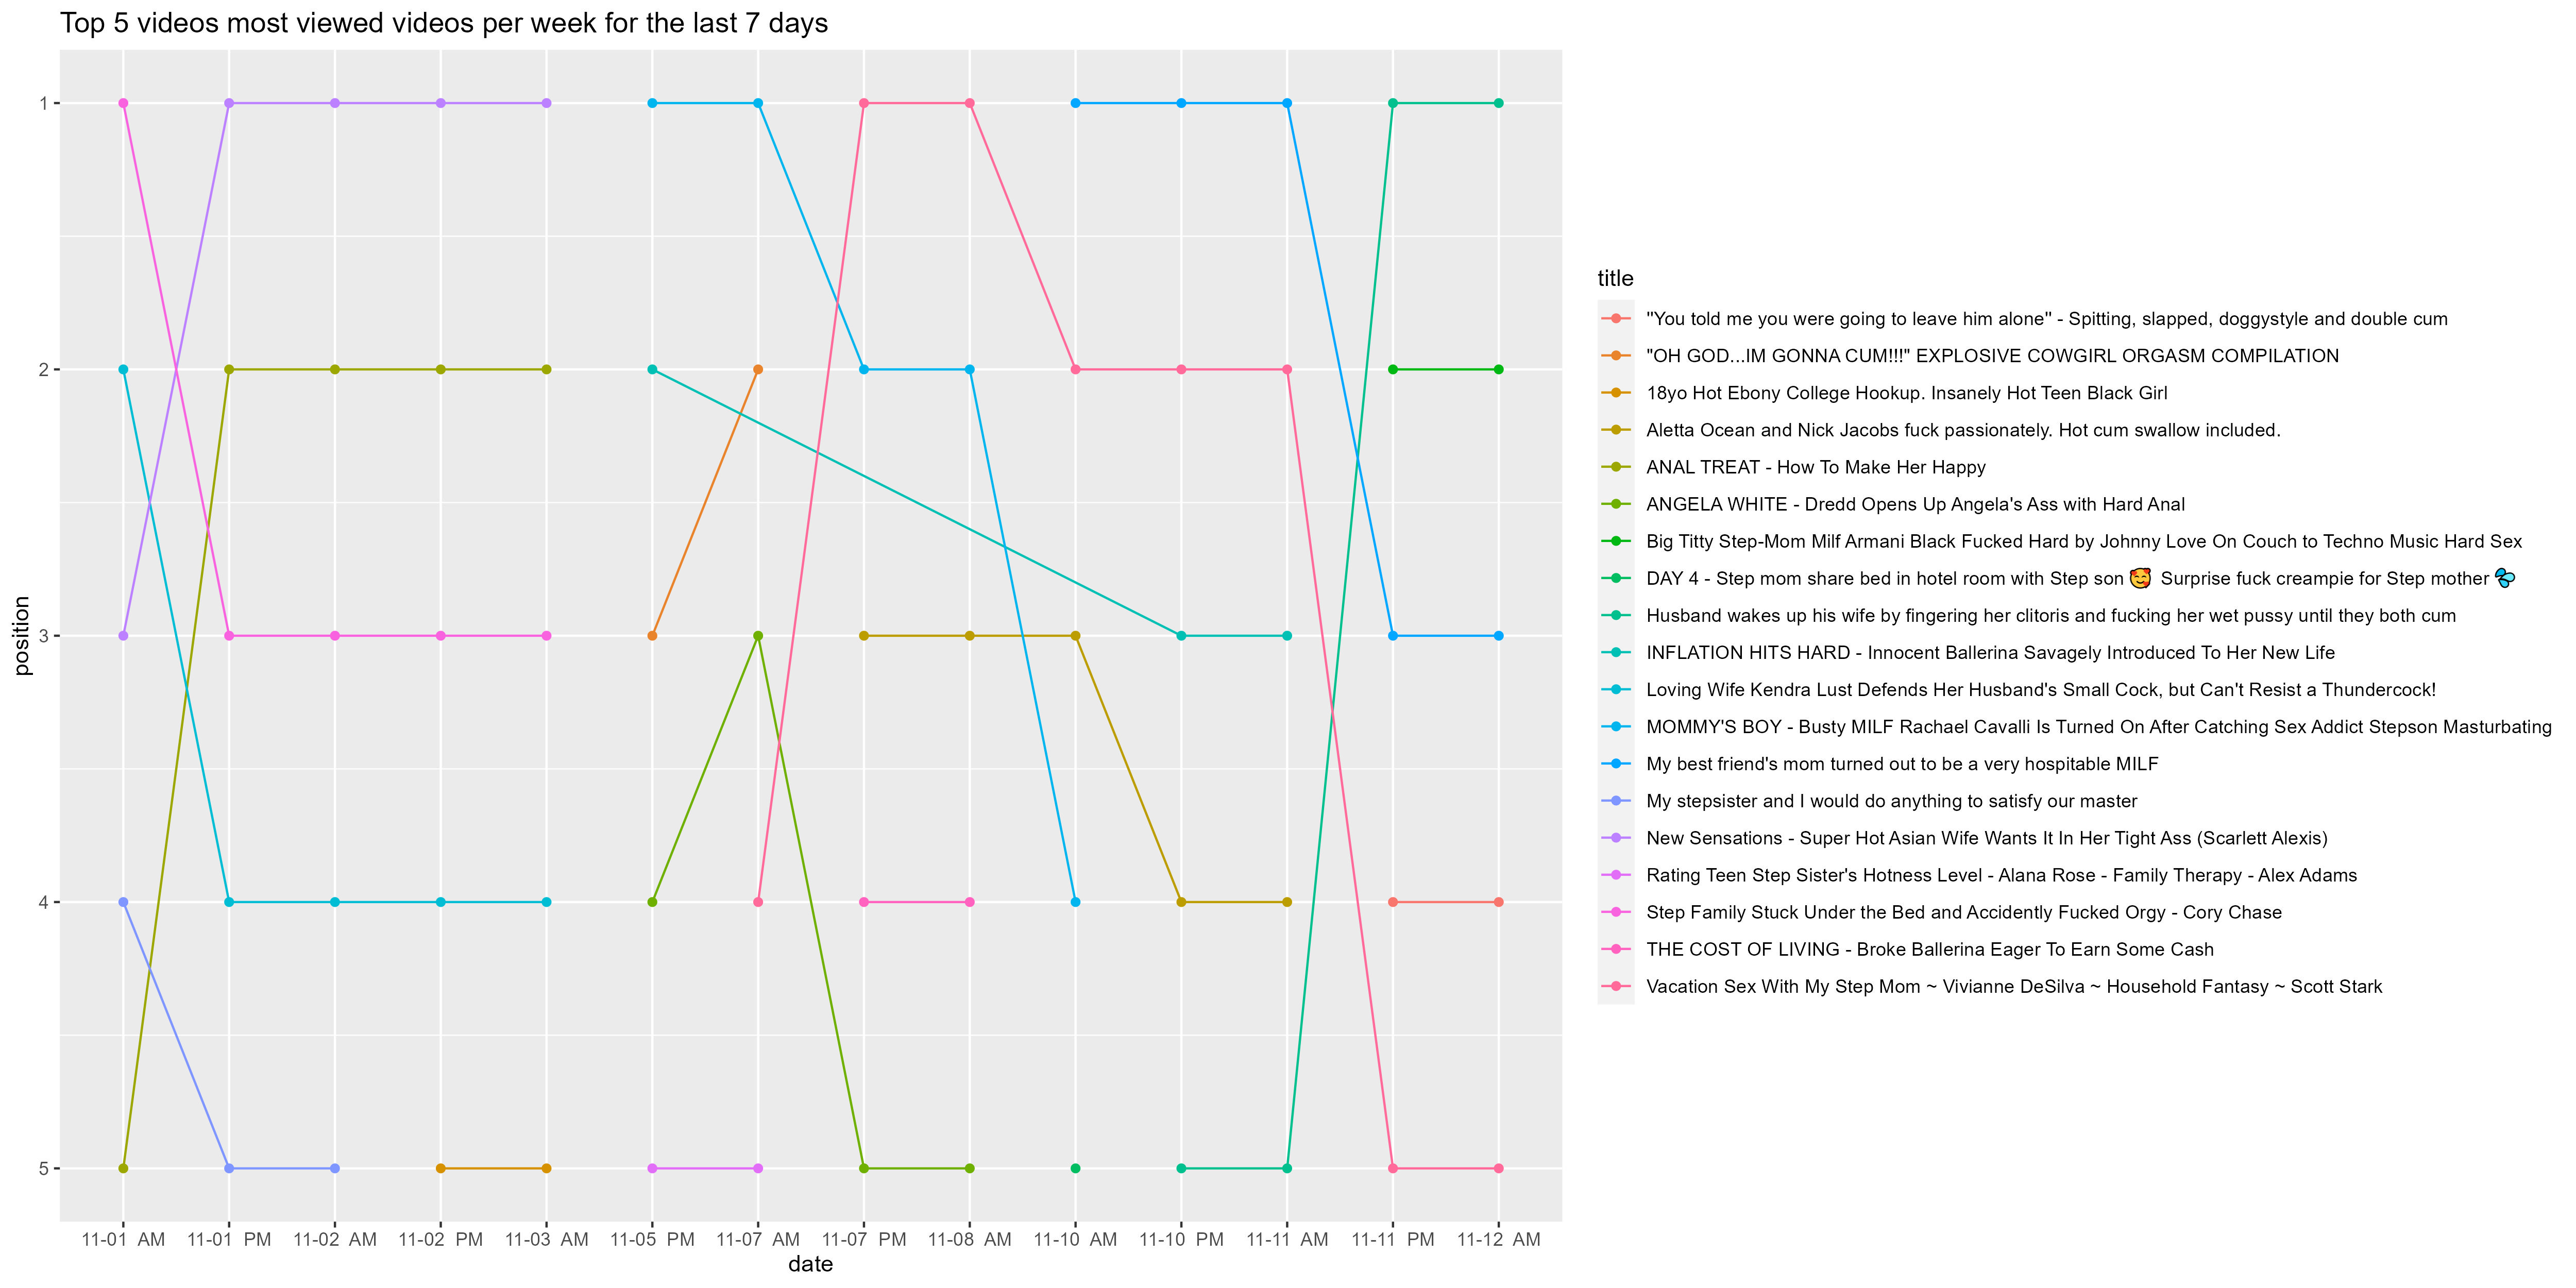 Top 5 videos most viewed videos per week for the last 7 days
position
1
2
3
4
5
11-01 AM
11-01 PM
11-02 AM
11-02 PM
11-03 AM
11-05 PM
11-07 AM
11-07 PM
11-08 AM
11-10 AM
11-10 PM
11-11 AM
11-11 PM
11-12 AM
date
title
"You told me you were going to leave him alone" - Spitting, slapped, doggystyle and double cum
"OH GOD...IM GONNA CUM!!!" EXPLOSIVE COWGIRL ORGASM COMPILATION
18yo Hot Ebony College Hookup. Insanely Hot Teen Black Girl
Aletta Ocean and Nick Jacobs fuck passionately. Hot cum swallow included.
ANAL TREAT - How To Make Her Happy
ANGELA WHITE - Dredd Opens Up Angela's Ass with Hard Anal
Big Titty Step-Mom Milf Armani Black Fucked Hard by Johnny Love On Couch to Techno Music Hard Sex
DAY 4 - Step mom share bed in hotel room with Step son 🥰 Surprise fuck creampie for Step mother 💦
Husband wakes up his wife by fingering her clitoris and fucking her wet pussy until they both cum
INFLATION HITS HARD - Innocent Ballerina Savagely Introduced To Her New Life
Loving Wife Kendra Lust Defends Her Husband's Small Cock, but Can't Resist a Thundercock!
MOMMY'S BOY - Busty MILF Rachael Cavalli Is Turned On After Catching Sex Addict Stepson Masturbating
My best friend's mom turned out to be a very hospitable MILF
My stepsister and I would do anything to satisfy our master
New Sensations - Super Hot Asian Wife Wants It In Her Tight Ass (Scarlett Alexis)
Rating Teen Step Sister's Hotness Level - Alana Rose - Family Therapy - Alex Adams
Step Family Stuck Under the Bed and Accidently Fucked Orgy - Cory Chase
THE COST OF LIVING - Broke Ballerina Eager To Earn Some Cash
Vacation Sex With My Step Mom ~ Vivianne DeSilva ~ Household Fantasy ~ Scott Stark